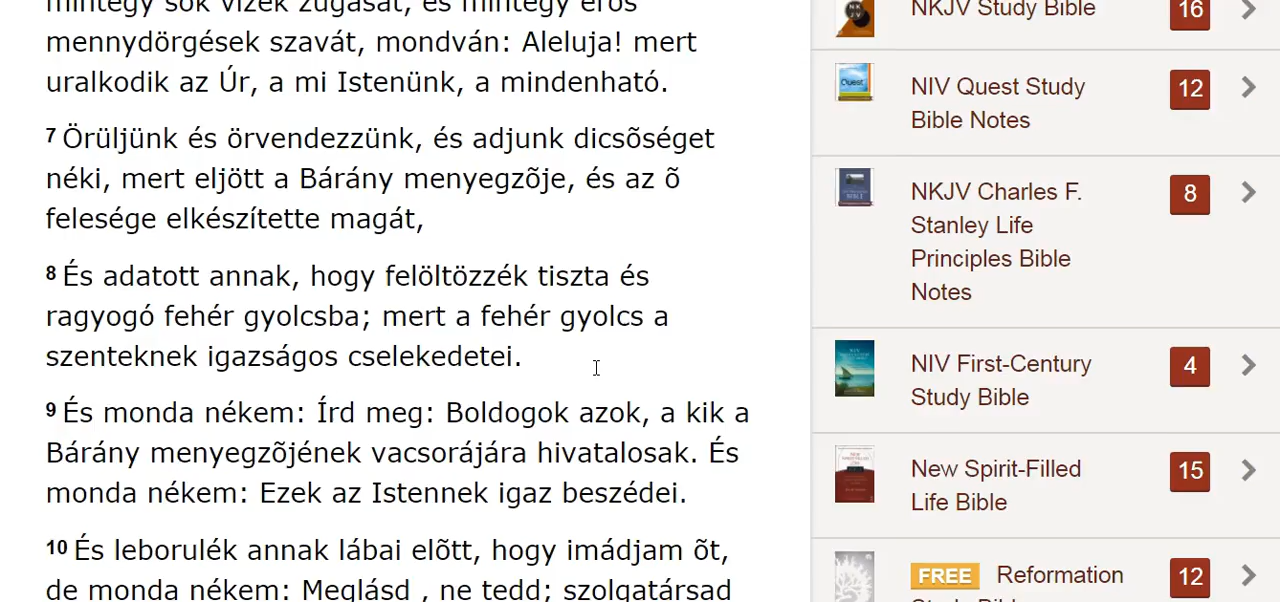 mintegy sok vizek zúgását, és mintegy erős
mennydörgések szavát, mondván: Aleluja! mert
uralkodik az Úr, a mi Istenünk, a mindenható.
7 Örüljünk és örvendezzünk, és adjunk dicsõséget
néki, mert eljött a Bárány menyegzõje, és az õ
felesége elkészítette magát,
8 És adatott annak, hogy felöltözzék tiszta és
ragyogó fehér gyolcsba; mert a fehér gyolcs a
szenteknek igazságos cselekedetei.
9 És monda nékem: Írd meg: Boldogok azok, a kik a
Bárány menyegzõjének vacsorájára hivatalosak. És
monda nékem: Ezek az Istennek igaz beszédei.
10 És leborulék annak lábai elõtt, hogy imádjam õt,
de monda nékem: Meglásd , ne tedd; szolgatársad
NKJV Study Bible
16
NIV Quest Study
Bible Notes
12
NKJV Charles F.
Stanley Life
Principles Bible
Notes
8
NIV First-Century
Study Bible
4
New Spirit-Filled
Life Bible
15
FREE Reformation
12